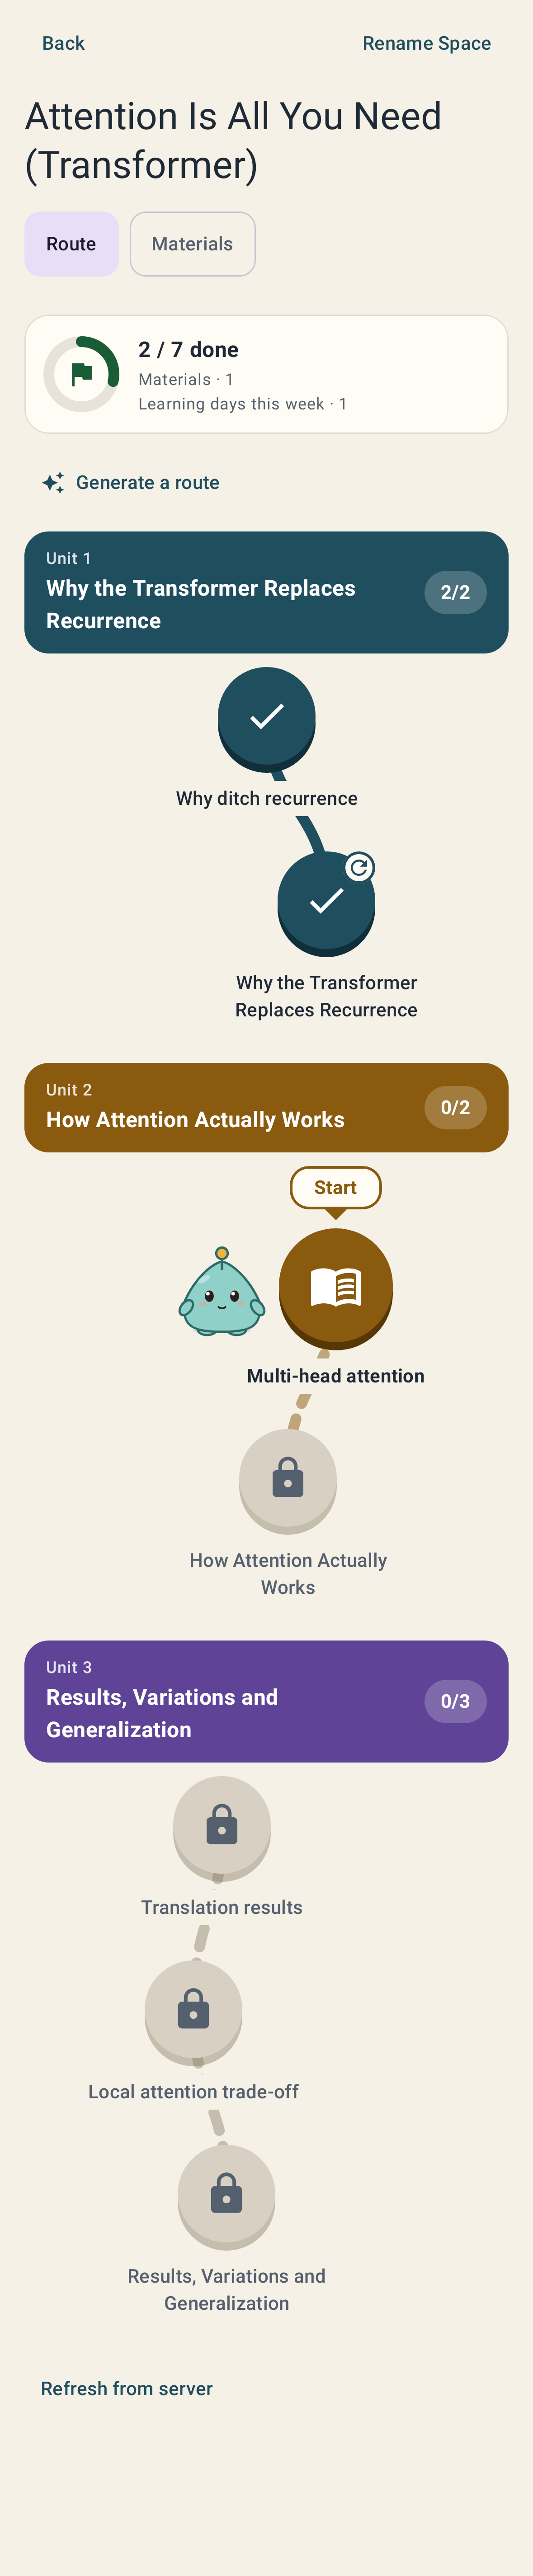 Back
Rename Space
Attention Is All You Need
(Transformer)
Route
Materials
2 / 7 done
Materials · 1
Learning days this week · 1
Generate a route
Unit 1
Why the Transformer Replaces
Recurrence
2/2
Why ditch recurrence
Why the Transformer
Replaces Recurrence
Unit 2
How Attention Actually Works
0/2
Start
Multi-head attention
How Attention Actually
Works
Unit 3
Results, Variations and
Generalization
0/3
Translation results
Local attention trade-off
Results, Variations and
Generalization
Refresh from server